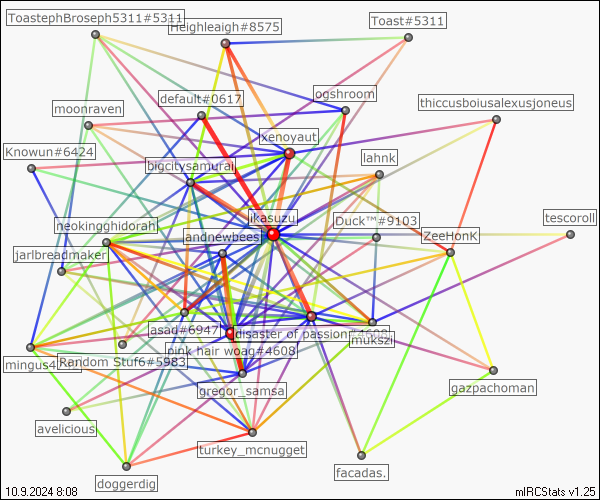 ToastephBroseph5311#5311
Heighleaigh#8575
Toast#5311
default#0617
ogshroom
thiccusboiusalexusjoneus
moonraven
xenoyaut
Knowun#6424
bigcitysamurai
lahnk
ikasuzu
neokingghidorah
Duck™#9103
tescoroll
andnewbees
ZeeHonK
jarlbreadmaker
asad#6947
disaster of passion#4608
mukszi
pink hair woag#4608
Random Stuf6#5983
gregor_samsa
gazpachoman
avelicious
turkey_mcnugget
facadas.
doggerdig
10.9.2024 8:08
mIRCStats v1.25